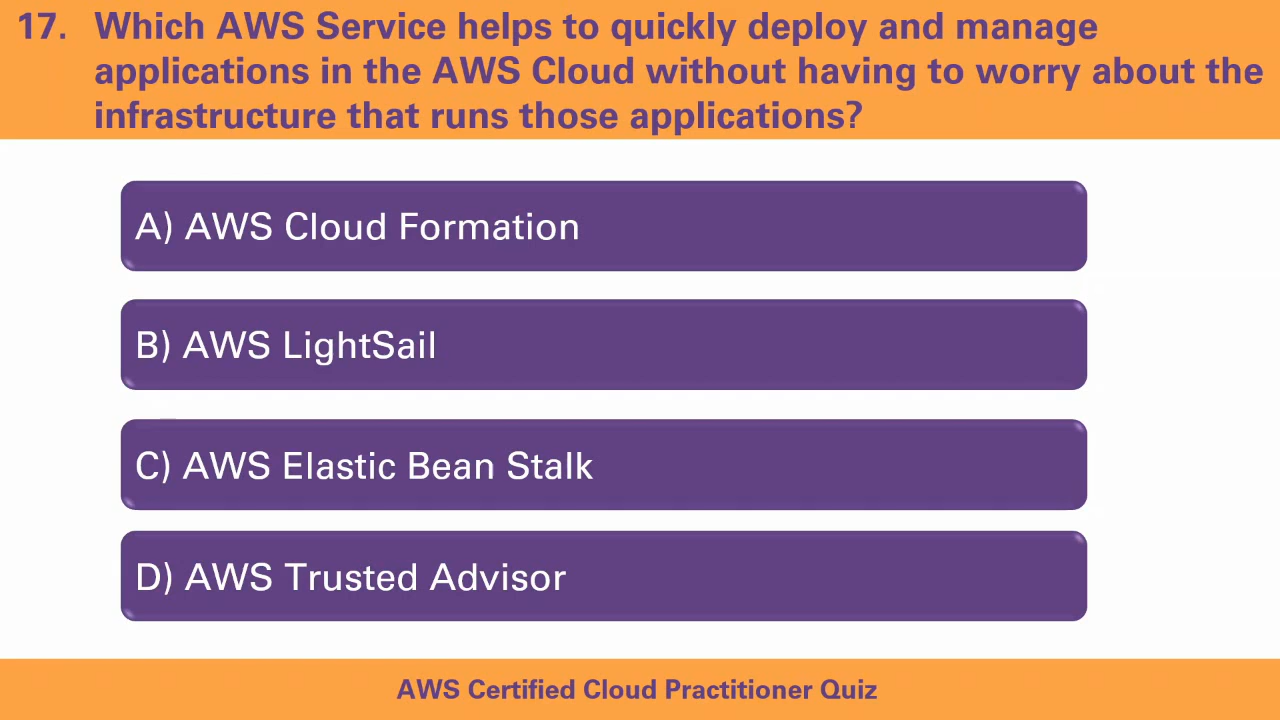 17. Which AWS Service helps to quickly deploy and manage
applications in the AWS Cloud without having to worry about the
infrastructure that runs those applications?
A) AWS Cloud Formation
B) AWS LightSail
C) AWS Elastic Bean Stalk
D) AWS Trusted Advisor
AWS Certified Cloud Practitioner Quiz